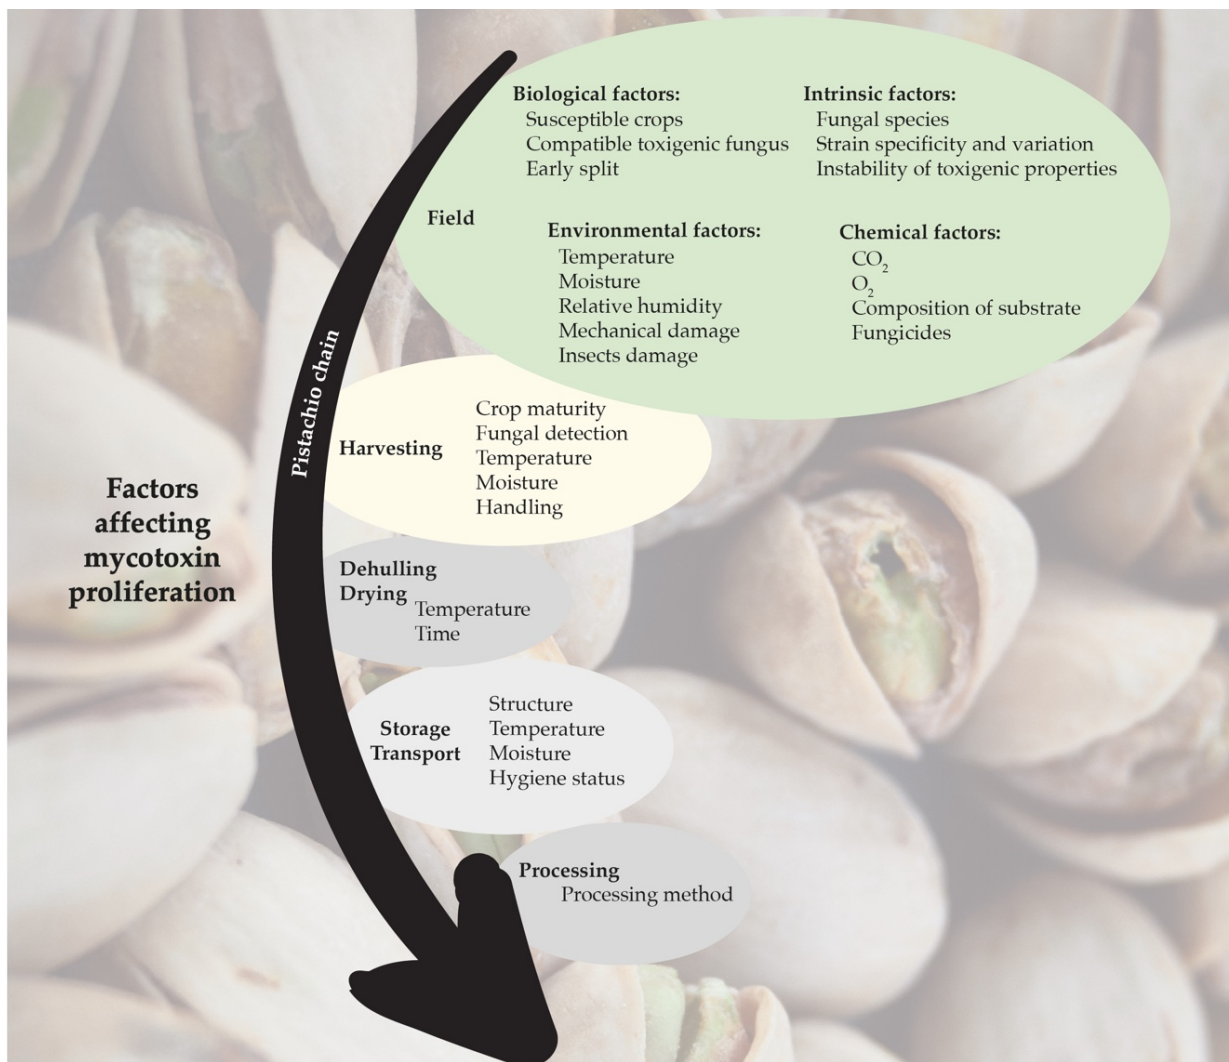 Factors
affecting
mycotoxin
proliferation
Pistachio chain
Field
Biological factors:
Susceptible crops
Compatible toxigenic fungus
Early split
Intrinsic factors:
Fungal species
Strain specificity and variation
Instability of toxigenic properties
Environmental factors:
Temperature
Moisture
Relative humidity
Mechanical damage
Insects damage
Chemical factors:
CO₂
O₂
Composition of substrate
Fungicides
Harvesting
Crop maturity
Fungal detection
Temperature
Moisture
Handling
Dehulling
Drying
Temperature
Time
Storage
Transport
Structure
Temperature
Moisture
Hygiene status
Processing
Processing method